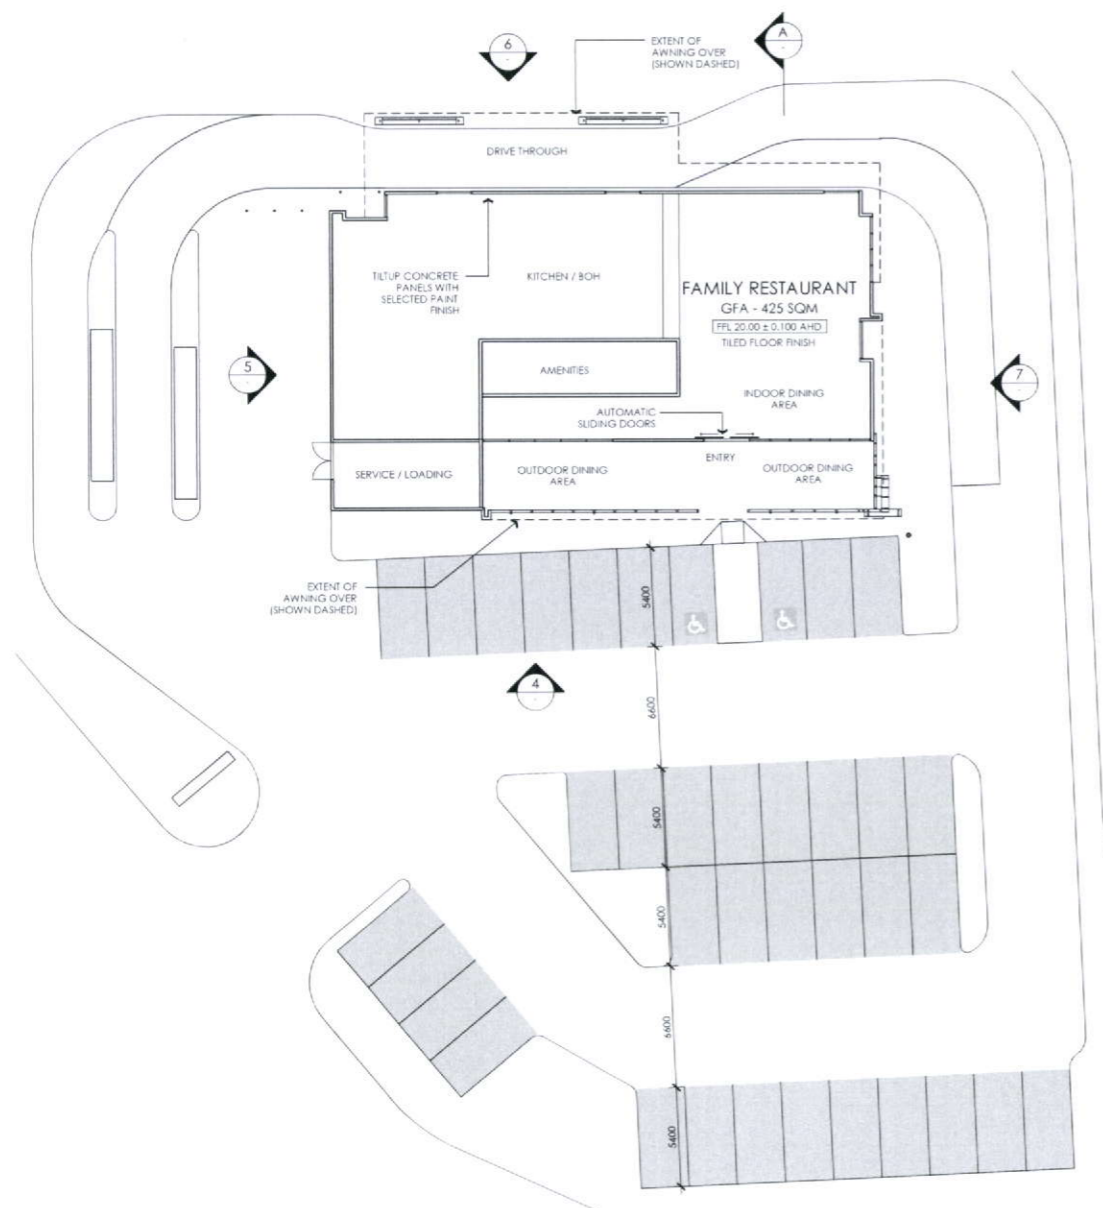 6
EXTENT OF
AWNING OVER
(SHOWN DASHED)
A
DRIVE THROUGH
TILTUP CONCRETE
PANELS WITH
SELECTED PAINT
FINISH
KITCHEN / BOH
FAMILY RESTAURANT
GFA - 425 SQM
FFL 20.00 ± 0.100 AHD
TILED FLOOR FINISH
5
AMENITIES
7
INDOOR DINING
AREA
AUTOMATIC
SLIDING DOORS
ENTRY
SERVICE / LOADING
OUTDOOR DINING
AREA
OUTDOOR DINING
AREA
EXTENT OF
AWNING OVER
(SHOWN DASHED)
5400
4
6600
5400
5400
6600
5400